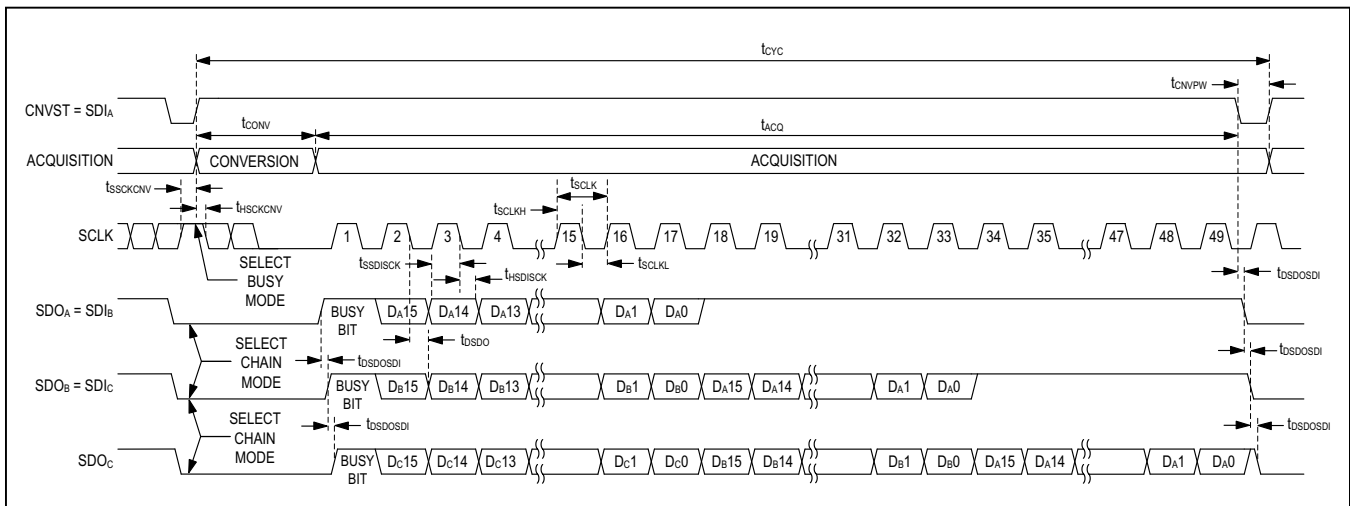 tCYC
tCNVPW
CNVST = SDIA
tCONV
tACQ
ACQUISITION
CONVERSION
ACQUISITION
tSSCKCNV
tHSCKCNV
tSCLK
tSCLKH
SCLK
1 2 3 4 15 16 17 18 19 31 32 33 34 35 47 48 49
tSCLKL
tSSDISCK
tHSDISCK
SELECT
BUSY
MODE
tDSDOSDI
SDOA = SDIB
BUSY
BIT
DA15 DA14 DA13 DA1 DA0
SELECT
CHAIN
MODE
tDSDOSDI
tDSDO
tDSDOSDI
SDOB = SDIC
BUSY
BIT
DB15 DB14 DB13 DB1 DB0 DA15 DA14 DA1 DA0
SELECT
CHAIN
MODE
tDSDOSDI
tDSDOSDI
SDOC
BUSY
BIT
DC15 DC14 DC13 DC1 DC0 DB15 DB14 DB1 DB0 DA15 DA14 DA1 DA0